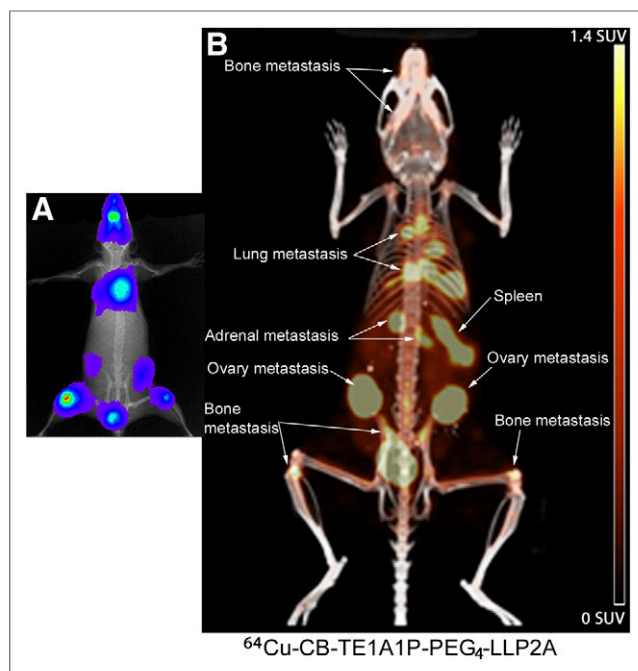 A
B
1.4 SUV
Bone metastasis
Lung metastasis
Spleen
Adrenal metastasis
Ovary metastasis
Ovary metastasis
Bone
metastasis
Bone metastasis
0 SUV
⁶⁴Cu-CB-TE1A1P-PEG₄-LLP2A